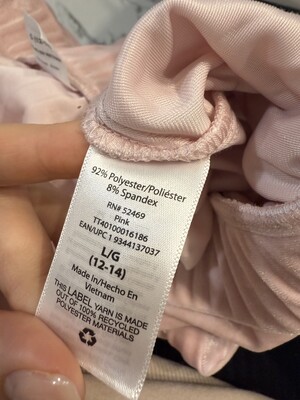 92% Polyester/Poliéster
8% Spandex
RN# 52469
Pink
TT40100016186
EAN/UPC 1 9344137037
L/G
(12-14)
Made in/Hecho En
Vietnam
THIS LABEL YARN IS MADE
OUT OF 100% RECYCLED
POLYESTER MATERIALS